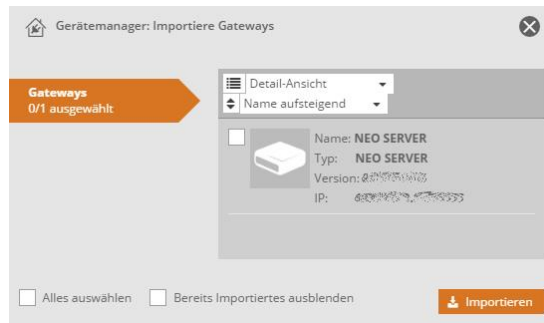 Gerätemanager: Importiere Gateways
Gateways
0/1 ausgewählt
Detail-Ansicht
Name aufsteigend
Name: NEO SERVER
Typ: NEO SERVER
Version:
IP:
Alles auswählen
Bereits Importiertes ausblenden
Importieren